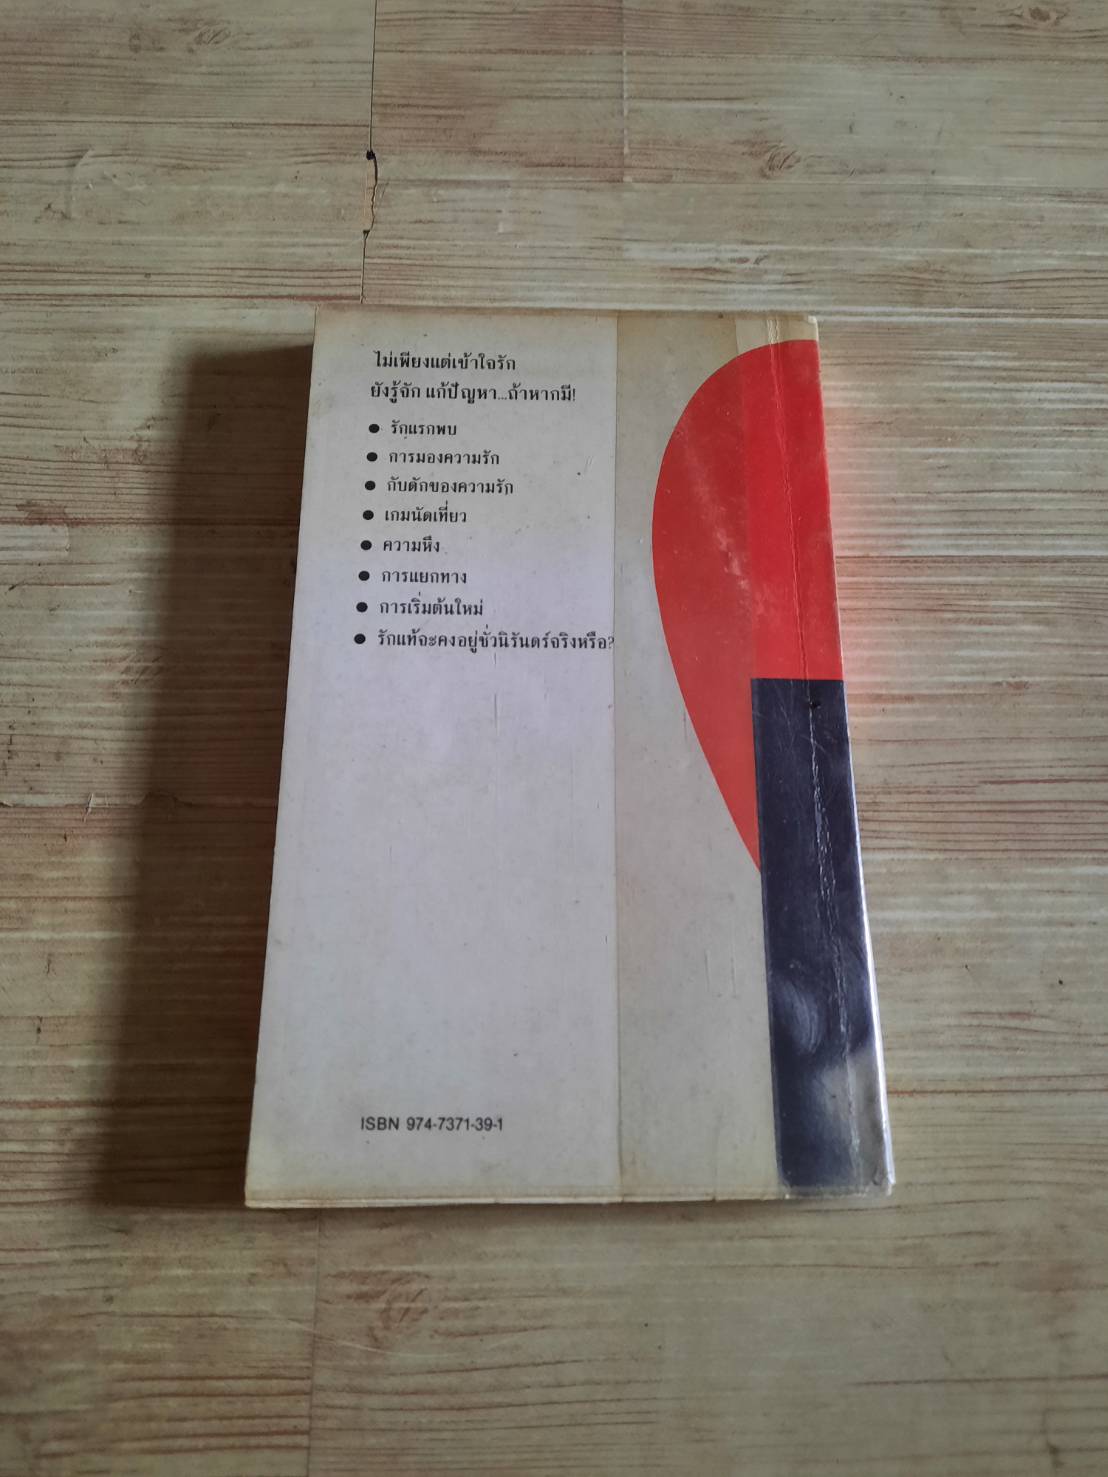 ไม่เพียงแต่เข้าใจรัก
ยังรู้จัก แก้ปัญหา...ถ้าหากมี!
● รักแรกพบ
● การมองความรัก
● กับดักของความรัก
● เกมนัดเที่ยว
● ความหึง
● การแยกทาง
● การเริ่มต้นใหม่
● รักแท้จะคงอยู่ชั่วนิรันดร์จริงหรือ?
ISBN 974-7371-39-1